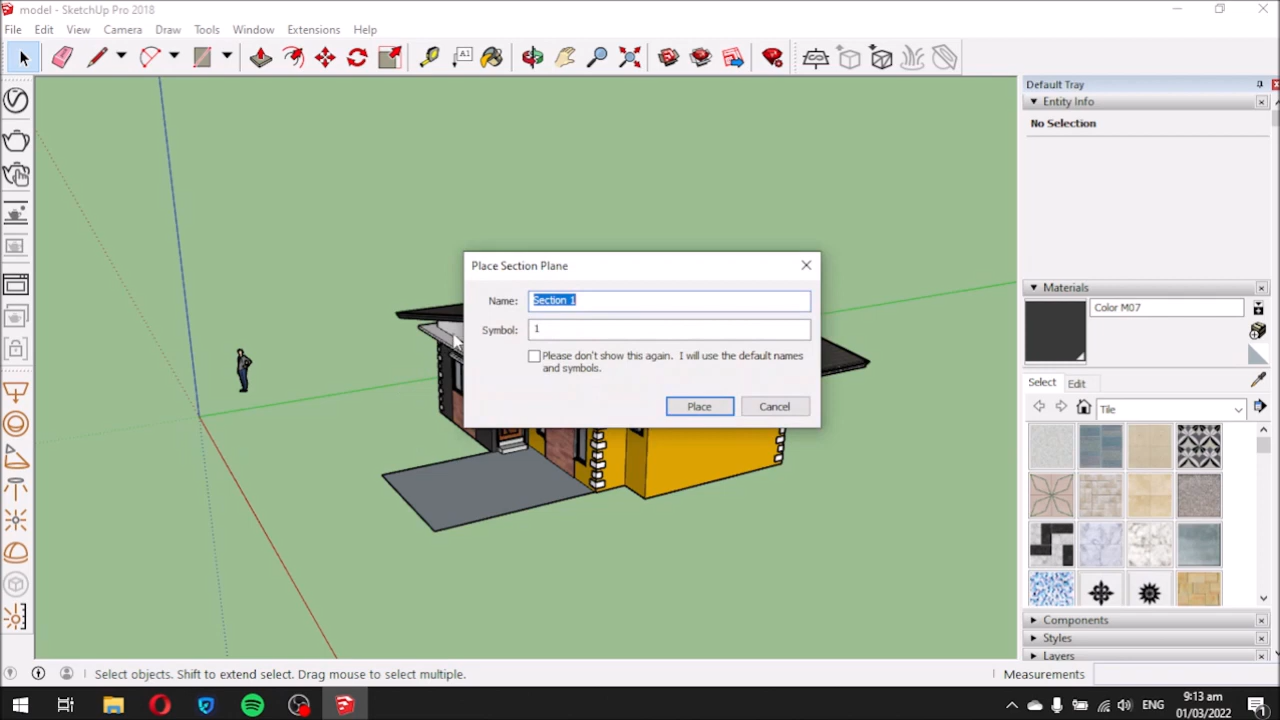 model - SketchUp Pro 2018
File Edit View Camera Draw Tools Window Extensions Help
Default Tray
Entity Info
No Selection
Place Section Plane
Name: Section 1
Symbol: 1
Please don't show this again. I will use the default names
and symbols.
Place Cancel
Materials
Color M07
Select Edit
Tile
Components
Styles
Layers
Select objects. Shift to extend select. Drag mouse to select multiple.
Measurements
ENG
9:13 am
01/03/2022
1